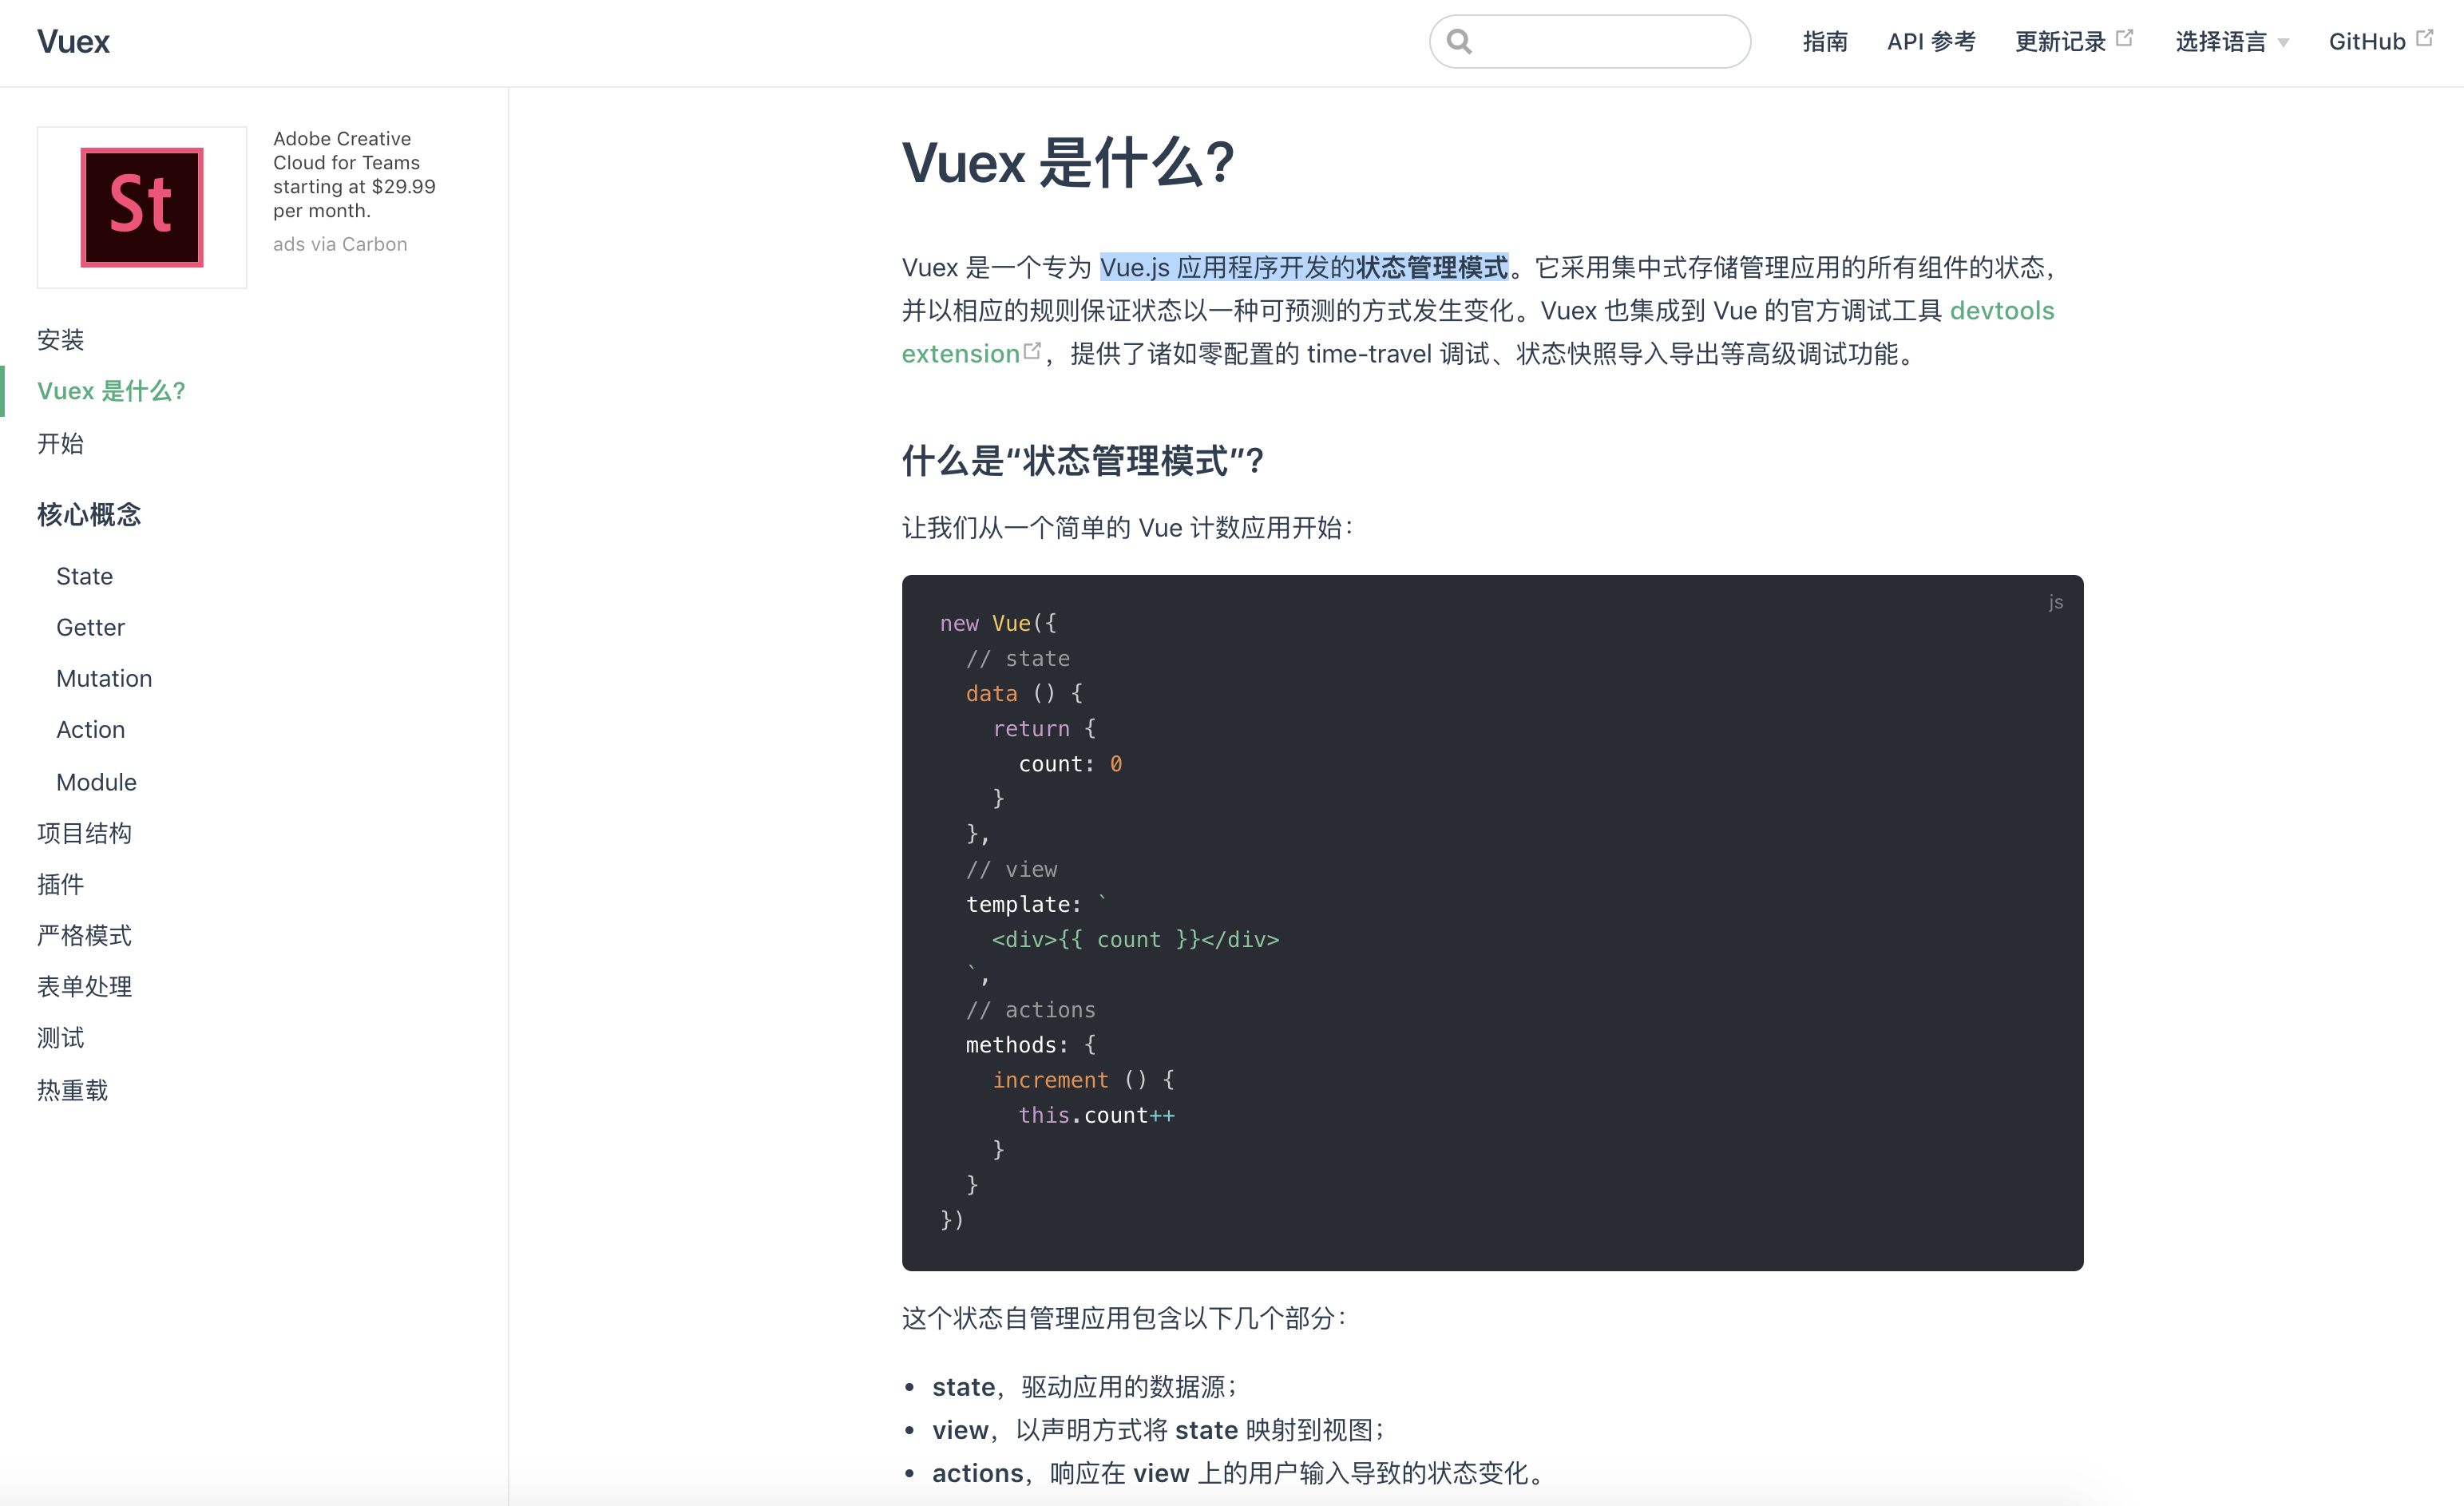 Vuex
指南 API 参考 更新记录 选择语言 GitHub
St
Adobe Creative
Cloud for Teams
starting at $29.99
per month.
ads via Carbon
安装
Vuex 是什么?
开始
核心概念
State
Getter
Mutation
Action
Module
项目结构
插件
严格模式
表单处理
测试
热重载
Vuex 是什么?
Vuex 是一个专为 Vue.js 应用程序开发的状态管理模式。它采用集中式存储管理应用的所有组件的状态，
并以相应的规则保证状态以一种可预测的方式发生变化。Vuex 也集成到 Vue 的官方调试工具 devtools
extension，提供了诸如零配置的 time-travel 调试、状态快照导入导出等高级调试功能。
什么是“状态管理模式”?
让我们从一个简单的 Vue 计数应用开始：
js
new Vue({
  // state
  data () {
    return {
      count: 0
    }
  },
  // view
  template: `
    <div>{{ count }}</div>
  `,
  // actions
  methods: {
    increment () {
      this.count++
    }
  }
})
这个状态自管理应用包含以下几个部分：
• state，驱动应用的数据源；
• view，以声明方式将 state 映射到视图；
• actions，响应在 view 上的用户输入导致的状态变化。